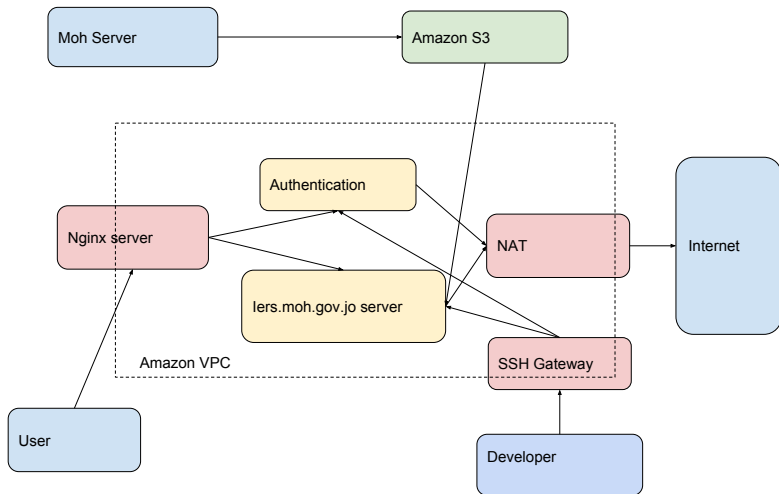 Moh Server
Amazon S3
Authentication
Nginx server
NAT
Internet
Iers.moh.gov.jo server
Amazon VPC
SSH Gateway
User
Developer